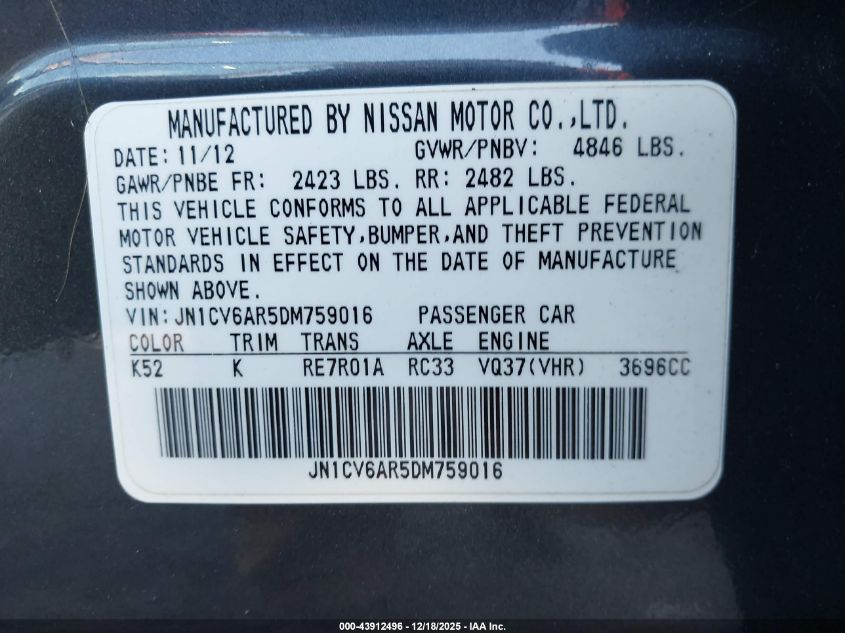 MANUFACTURED BY NISSAN MOTOR CO.,LTD.
DATE: 11/12 GVWR/PNBV: 4846 LBS.
GAWR/PNBE FR: 2423 LBS. RR: 2482 LBS.
THIS VEHICLE CONFORMS TO ALL APPLICABLE FEDERAL
MOTOR VEHICLE SAFETY,BUMPER,AND THEFT PREVENTION
STANDARDS IN EFFECT ON THE DATE OF MANUFACTURE
SHOWN ABOVE.
VIN:JN1CV6AR5DM759016 PASSENGER CAR
COLOR TRIM TRANS AXLE ENGINE
K52 K RE7R01A RC33 VQ37(VHR) 3696CC
JN1CV6AR5DM759016
000-43912496 - 12/18/2025 - IAA Inc.